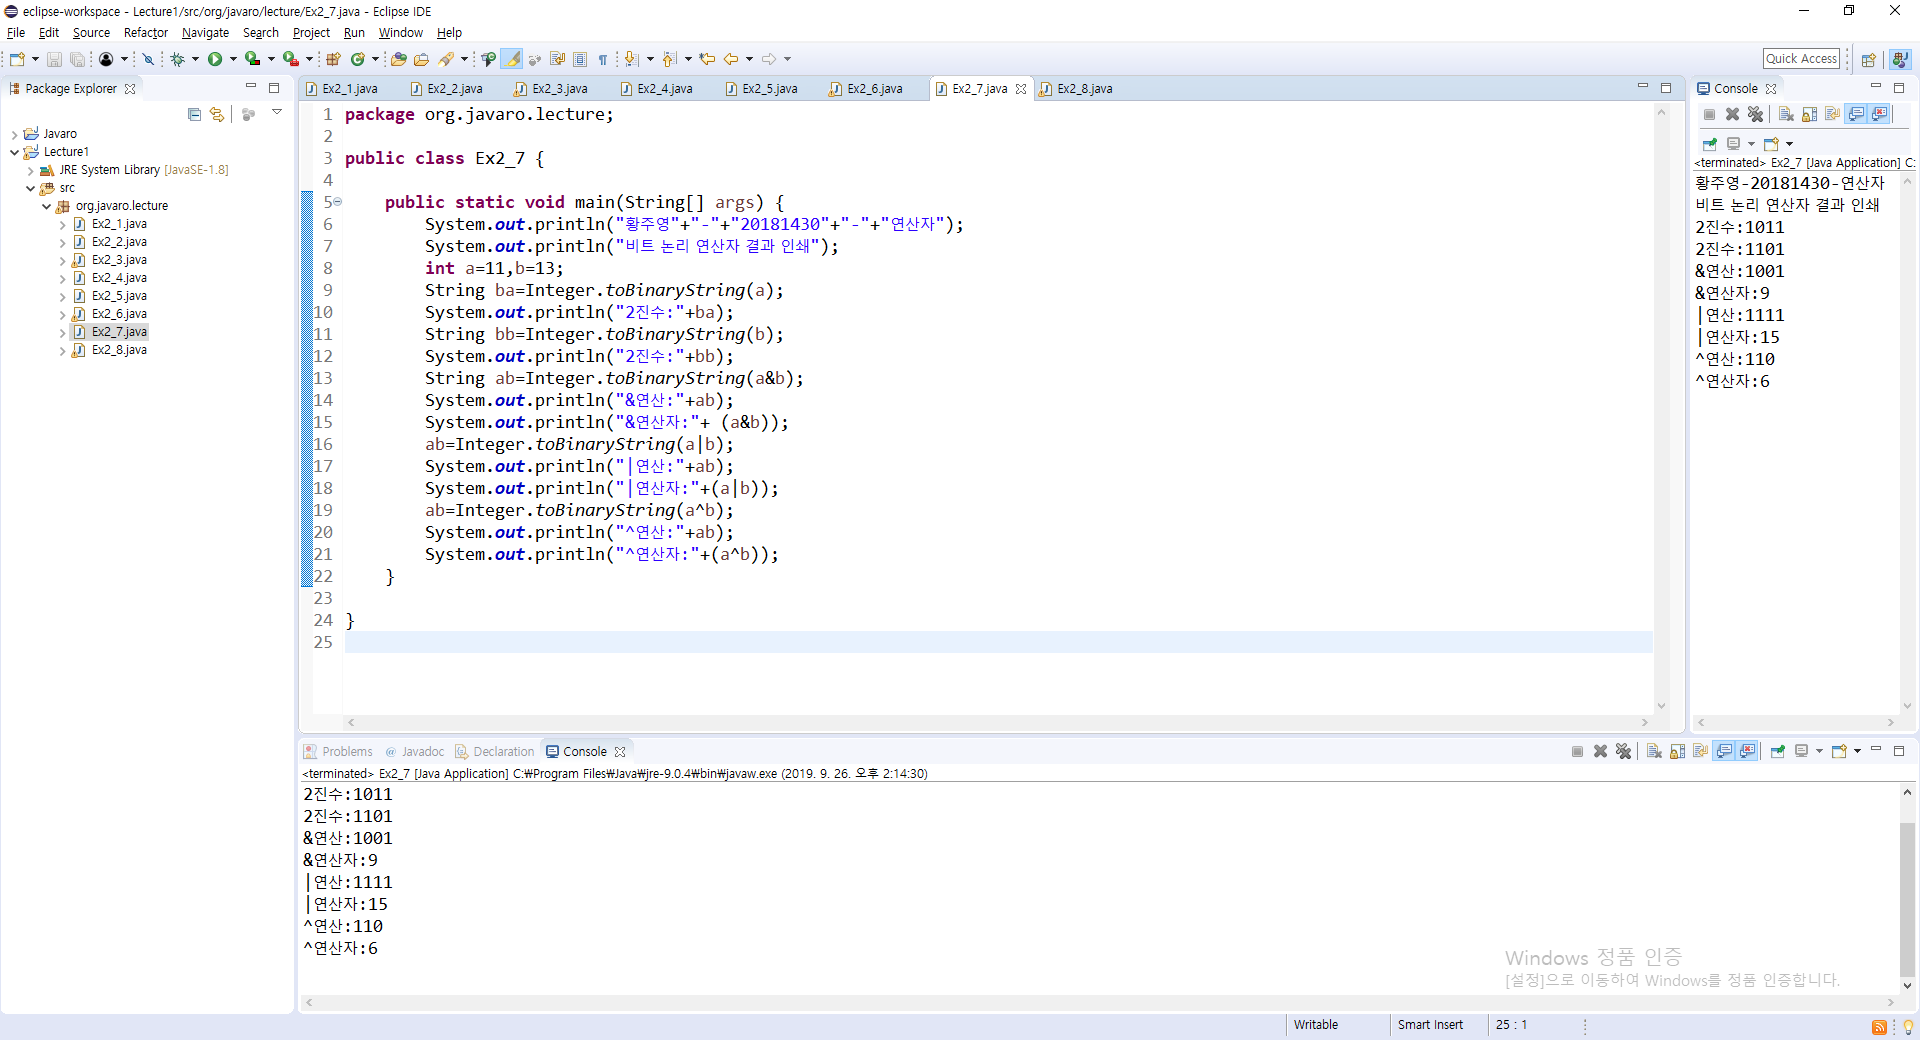 eclipse-workspace - Lecture1/src/org/javaro/lecture/Ex2_7.java - Eclipse IDE
File Edit Source Refactor Navigate Search Project Run Window Help
Quick Access
Package Explorer
Javaro
Lecture1
JRE System Library [JavaSE-1.8]
src
org.javaro.lecture
Ex2_1.java
Ex2_2.java
Ex2_3.java
Ex2_4.java
Ex2_5.java
Ex2_6.java
Ex2_7.java
Ex2_8.java
Ex2_1.java Ex2_2.java Ex2_3.java Ex2_4.java Ex2_5.java Ex2_6.java Ex2_7.java Ex2_8.java
1 package org.javaro.lecture;
2
3 public class Ex2_7 {
4
5 public static void main(String[] args) {
6 System.out.println("황주영"+"-"+"20181430"+"-"+"연산자");
7 System.out.println("비트 논리 연산자 결과 인쇄");
8 int a=11,b=13;
9 String ba=Integer.toBinaryString(a);
10 System.out.println("2진수:"+ba);
11 String bb=Integer.toBinaryString(b);
12 System.out.println("2진수:"+bb);
13 String ab=Integer.toBinaryString(a&b);
14 System.out.println("&연산:"+ab);
15 System.out.println("&연산자:"+ (a&b));
16 ab=Integer.toBinaryString(a|b);
17 System.out.println("|연산:"+ab);
18 System.out.println("|연산자:"+(a|b));
19 ab=Integer.toBinaryString(a^b);
20 System.out.println("^연산:"+ab);
21 System.out.println("^연산자:"+(a^b));
22 }
23
24 }
25
Console
<terminated> Ex2_7 [Java Application] C:
황주영-20181430-연산자
비트 논리 연산자 결과 인쇄
2진수:1011
2진수:1101
&연산:1001
&연산자:9
|연산:1111
|연산자:15
^연산:110
^연산자:6
Problems @ Javadoc Declaration Console
<terminated> Ex2_7 [Java Application] C:₩Program Files₩Java₩jre-9.0.4₩bin₩javaw.exe (2019. 9. 26. 오후 2:14:30)
2진수:1011
2진수:1101
&연산:1001
&연산자:9
|연산:1111
|연산자:15
^연산:110
^연산자:6
Windows 정품 인증
[설정]으로 이동하여 Windows를 정품 인증합니다.
Writable Smart Insert 25 : 1